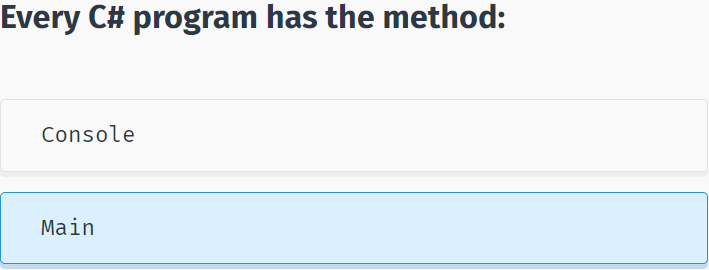 Every C# program has the method:
Console
Main